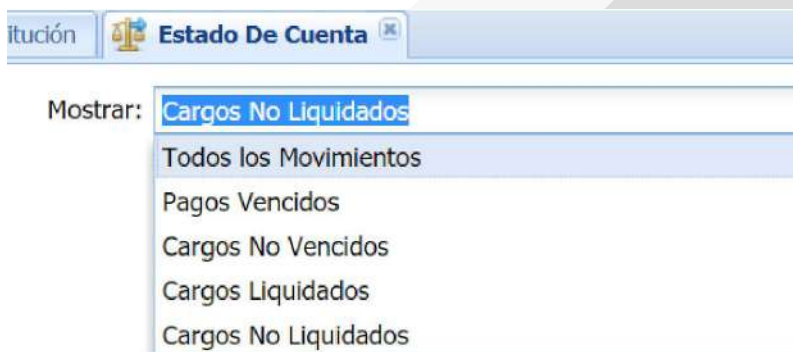 itución Estado De Cuenta
Mostrar: Cargos No Liquidados
Todos los Movimientos
Pagos Vencidos
Cargos No Vencidos
Cargos Liquidados
Cargos No Liquidados